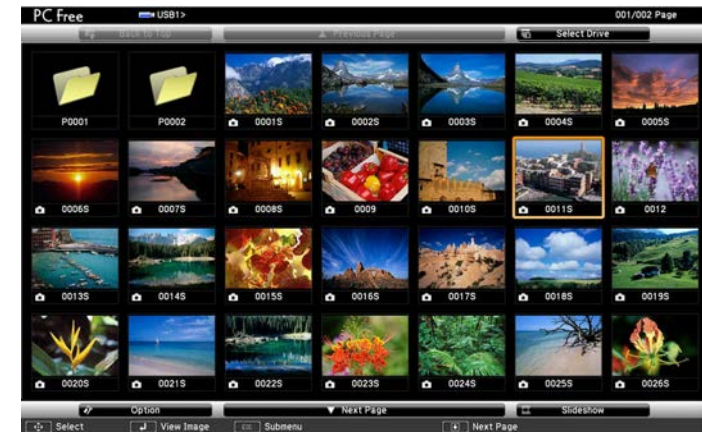 PC Free USB1> 001/002 Page
Back to Top Previous Page Select Drive
P0001 P0002 0001S 0002S 0003S 0004S 0005S
0006S 0007S 0008S 0009 0010S 0011S 0012
0013S 0014S 0015S 0016S 0017S 0018S 0019S
0020S 0021S 0022S 0023S 0024S 0025S 0026S
Option Next Page Slideshow
Select View Image Esc Submenu Next Page